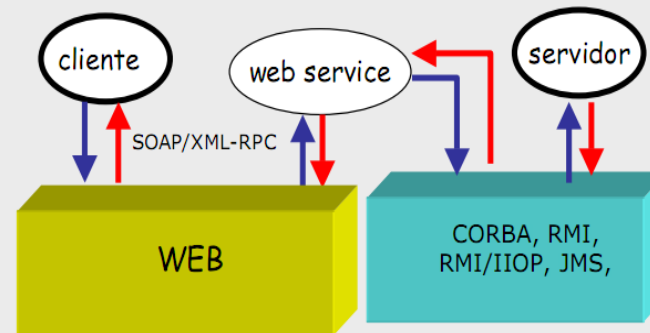 cliente
web service
servidor
SOAP/XML-RPC
WEB
CORBA, RMI,
RMI/IIOP, JMS,